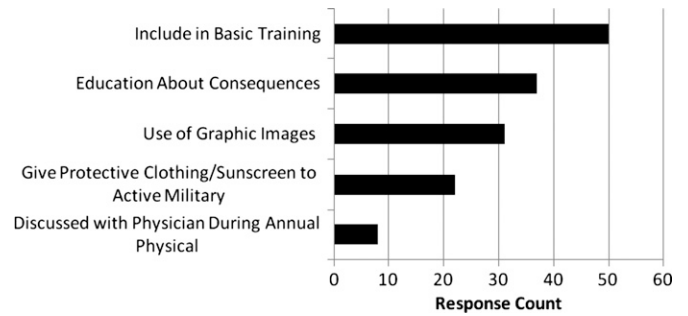 Include in Basic Training
Education About Consequences
Use of Graphic Images
Give Protective Clothing/Sunscreen to
Active Military
Discussed with Physician During Annual
Physical
0 10 20 30 40 50 60
Response Count